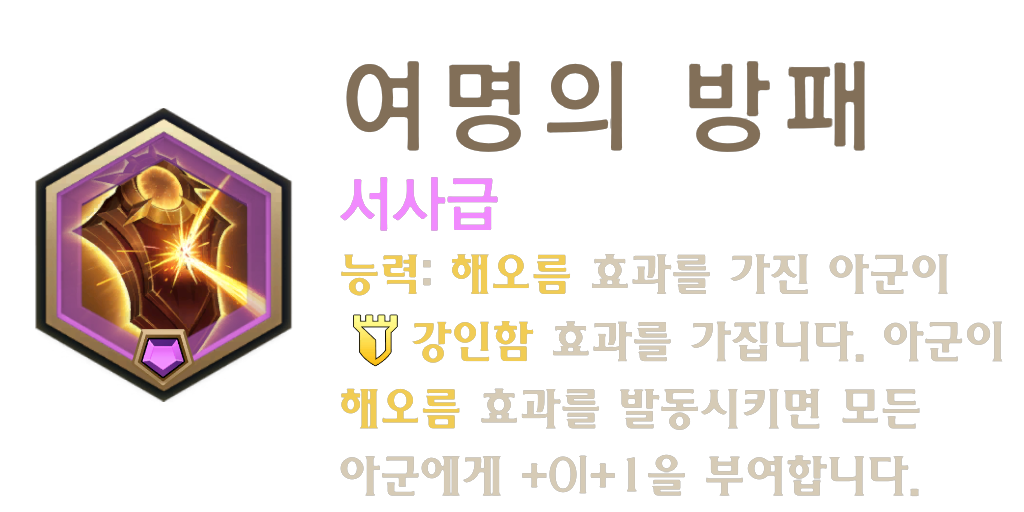 여명의 방패
서사급
능력: 해오름 효과를 가진 아군이
강인함 효과를 가집니다. 아군이
해오름 효과를 발동시키면 모든
아군에게 +0|+1을 부여합니다.